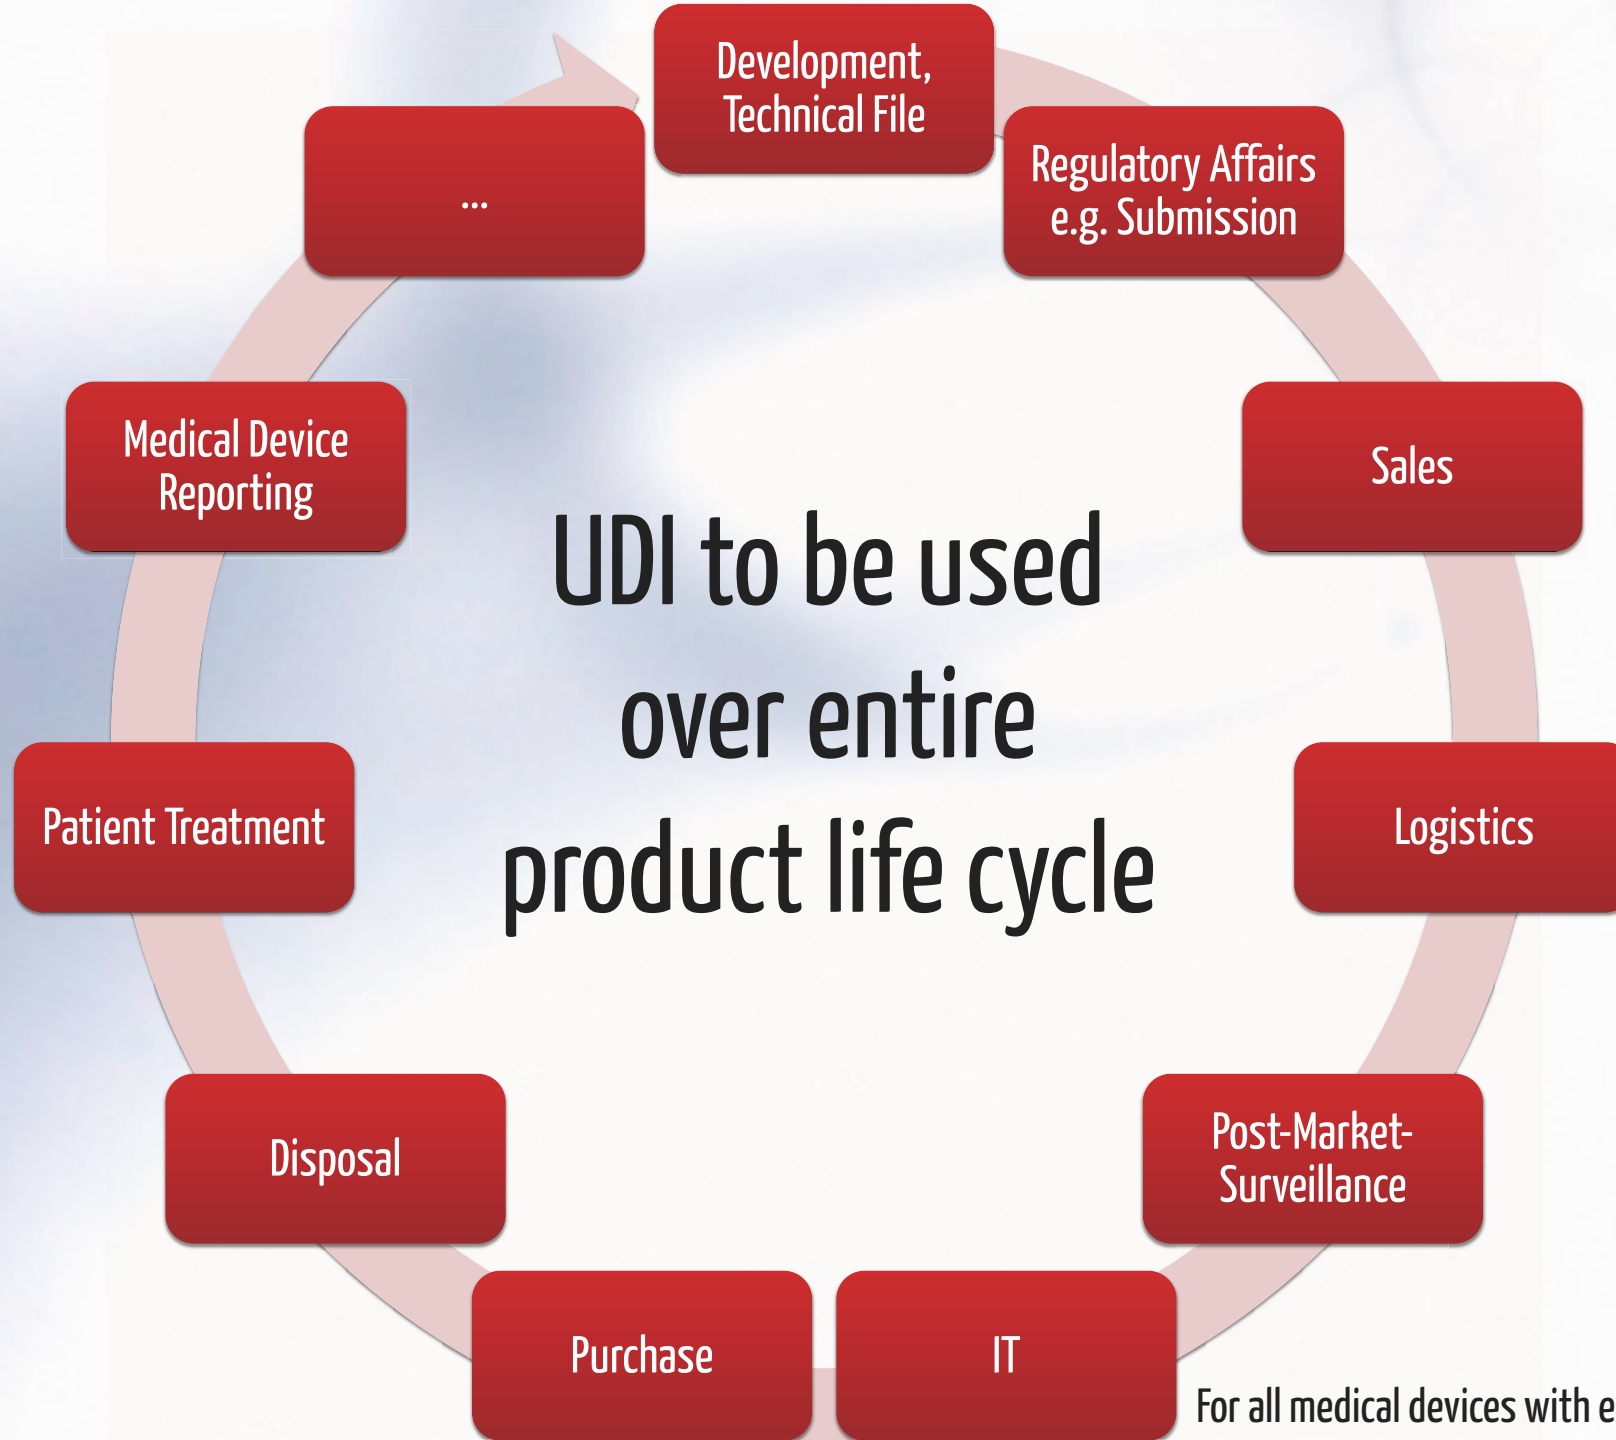 Development,
Technical File
Regulatory Affairs
e.g. Submission
Sales
Logistics
Post-Market-
Surveillance
IT
Purchase
Disposal
Patient Treatment
Medical Device
Reporting
...
UDI to be used
over entire
product life cycle
For all medical devices with